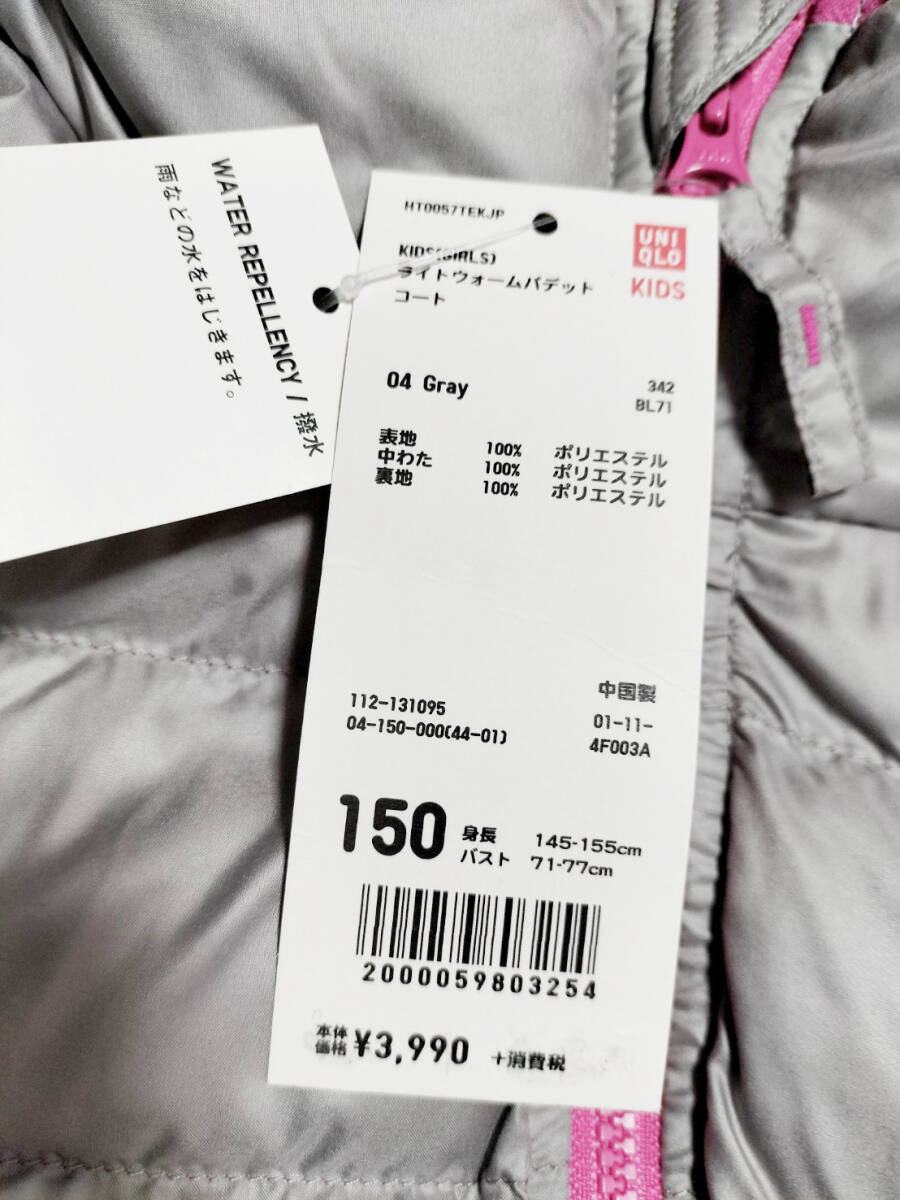 WATER REPELLENCY / 撥水
雨などの水をはじきます。
HT0057TEKJP
UNI
QLO
KIDS
KIDS(GIRLS)
ライトウォームパデット
コート
04 Gray
342
BL71
表地 100% ポリエステル
中わた 100% ポリエステル
裏地 100% ポリエステル
中国製
112-131095 01-11-
04-150-000(44-01) 4F003A
150 身長 145-155cm
バスト 71-77cm
2000059803254
本体
価格 ¥3,990 +消費税